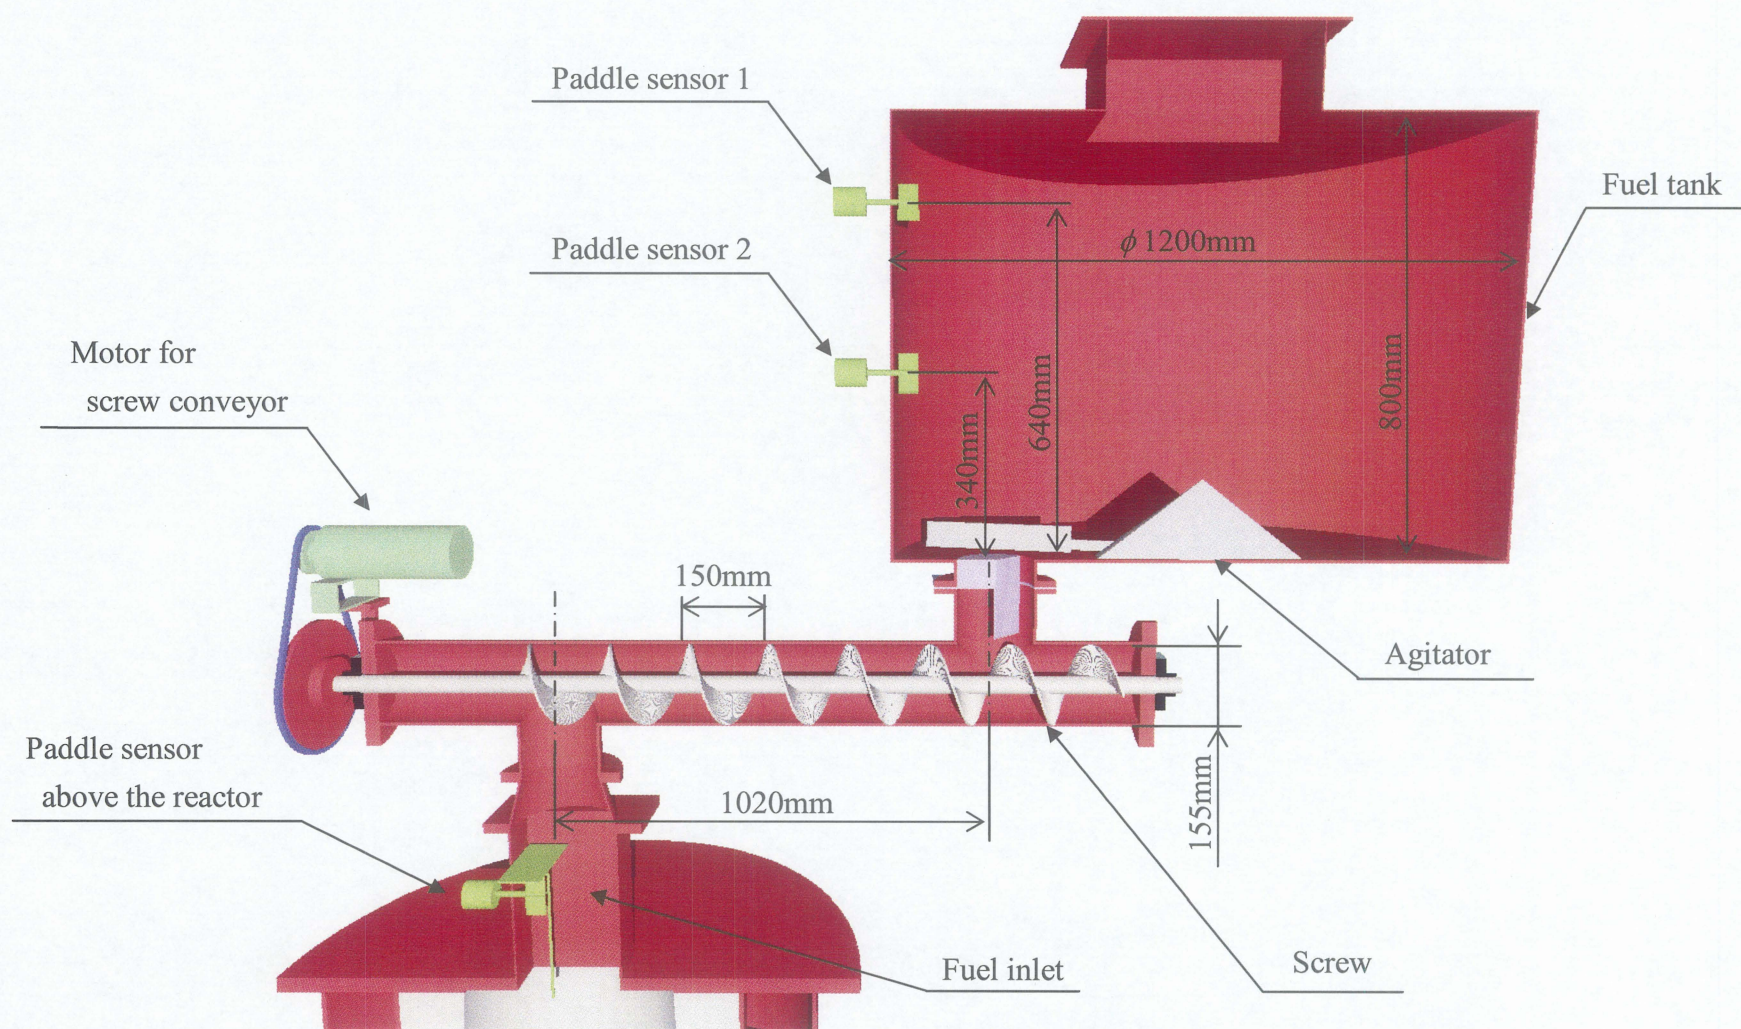 Paddle sensor 1
Fuel tank
ϕ 1200mm
Paddle sensor 2
Motor for
screw conveyor
640mm
800mm
340mm
150mm
Agitator
Paddle sensor
above the reactor
1020mm
155mm
Fuel inlet
Screw